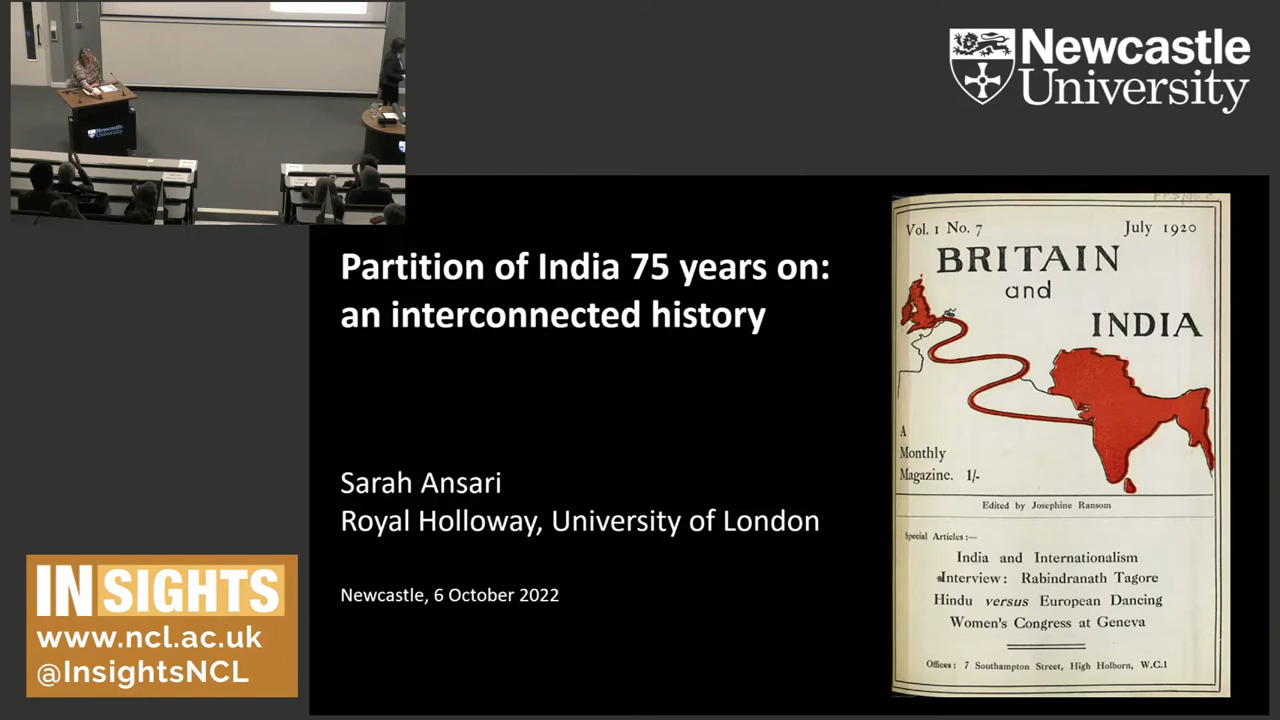 Newcastle
University
Newcastle
University
Partition of India 75 years on:
an interconnected history
Sarah Ansari
Royal Holloway, University of London
Newcastle, 6 October 2022
Vol. 1 No. 7
July 1920
BRITAIN
and
INDIA
A
Monthly
Magazine. 1/-
Edited by Josephine Ransom
Special Articles:—
India and Internationalism
Interview: Rabindranath Tagore
Hindu versus European Dancing
Women's Congress at Geneva
Offices: 7 Southampton Street, High Holborn, W.C.1
INSIGHTS
www.ncl.ac.uk
@InsightsNCL